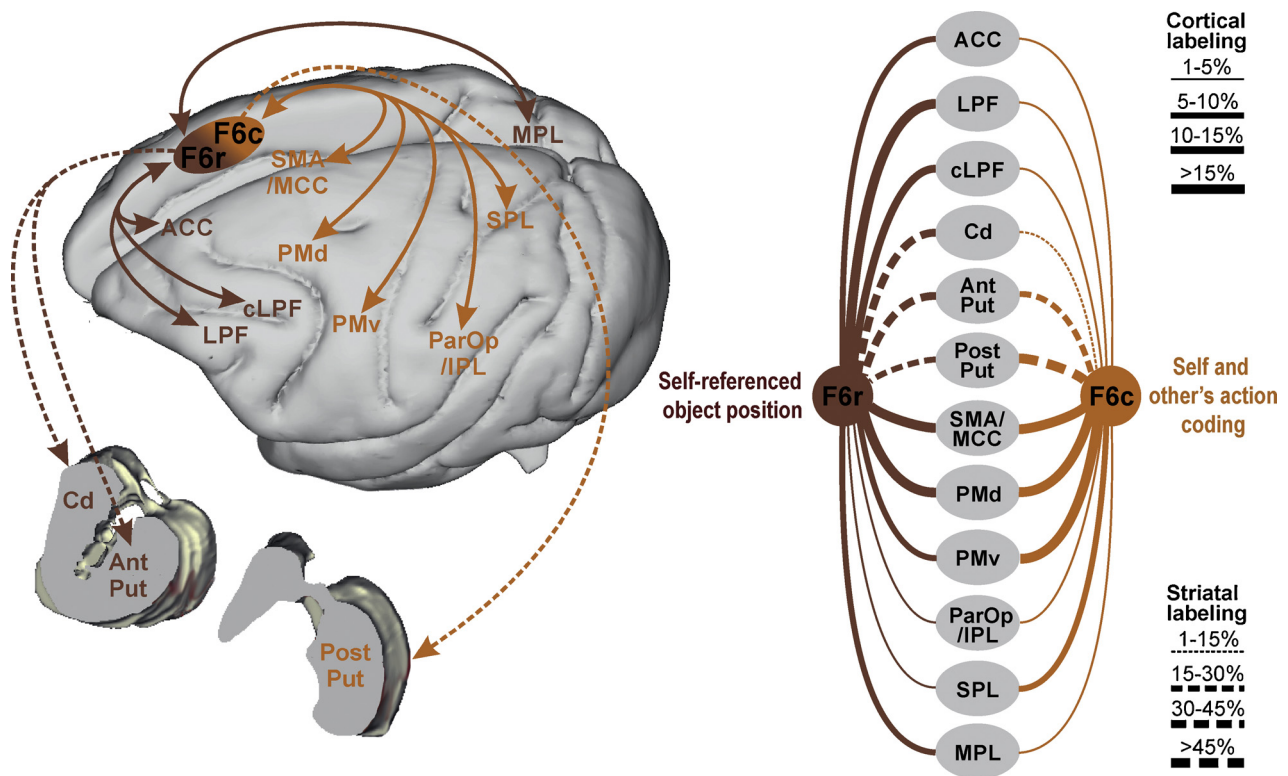 F6c
F6r
MPL
SMA
/MCC
SPL
ACC
PMd
cLPF
PMv
LPF
ParOp
/IPL
Cd
Ant
Put
Post
Put
ACC
LPF
cLPF
Cd
Ant
Put
Post
Put
Self-referenced
object position
F6r
F6c
Self and
other's action
coding
SMA/
MCC
PMd
PMv
ParOp
/IPL
SPL
MPL
Cortical
labeling
1-5%
5-10%
10-15%
>15%
Striatal
labeling
1-15%
15-30%
30-45%
>45%